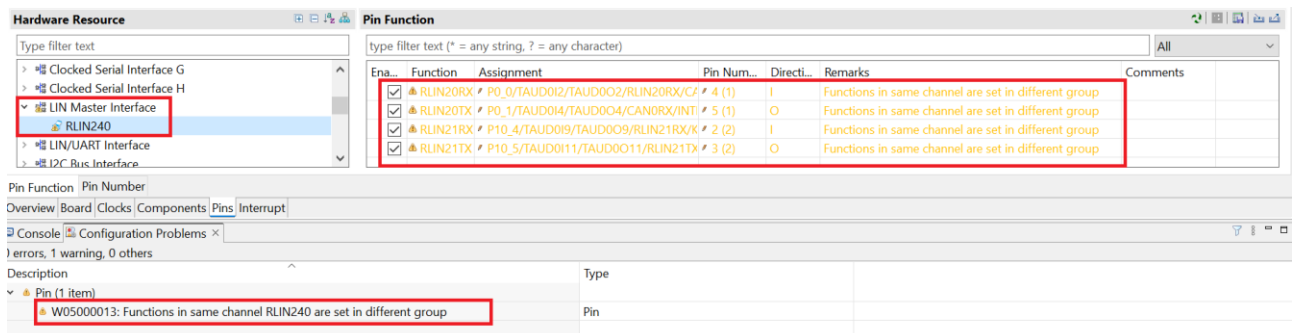 Hardware Resource
Pin Function
Type filter text
type filter text (* = any string, ? = any character)
All
Clocked Serial Interface G
Clocked Serial Interface H
LIN Master Interface
RLIN240
LIN/UART Interface
I2C Bus Interface
Ena... Function Assignment Pin Num... Directi... Remarks Comments
RLIN20RX P0_0/TAUD0I2/TAUD0O2/RLIN20RX/CA 4 (1) I Functions in same channel are set in different group
RLIN20TX P0_1/TAUD0I4/TAUD0O4/CAN0RX/INT 5 (1) O Functions in same channel are set in different group
RLIN21RX P10_4/TAUD0I9/TAUD0O9/RLIN21RX/K 2 (2) I Functions in same channel are set in different group
RLIN21TX P10_5/TAUD0I11/TAUD0O11/RLIN21TX 3 (2) O Functions in same channel are set in different group
Pin Function Pin Number
Overview Board Clocks Components Pins Interrupt
Console Configuration Problems
) errors, 1 warning, 0 others
Description Type
Pin (1 item)
W05000013: Functions in same channel RLIN240 are set in different group Pin